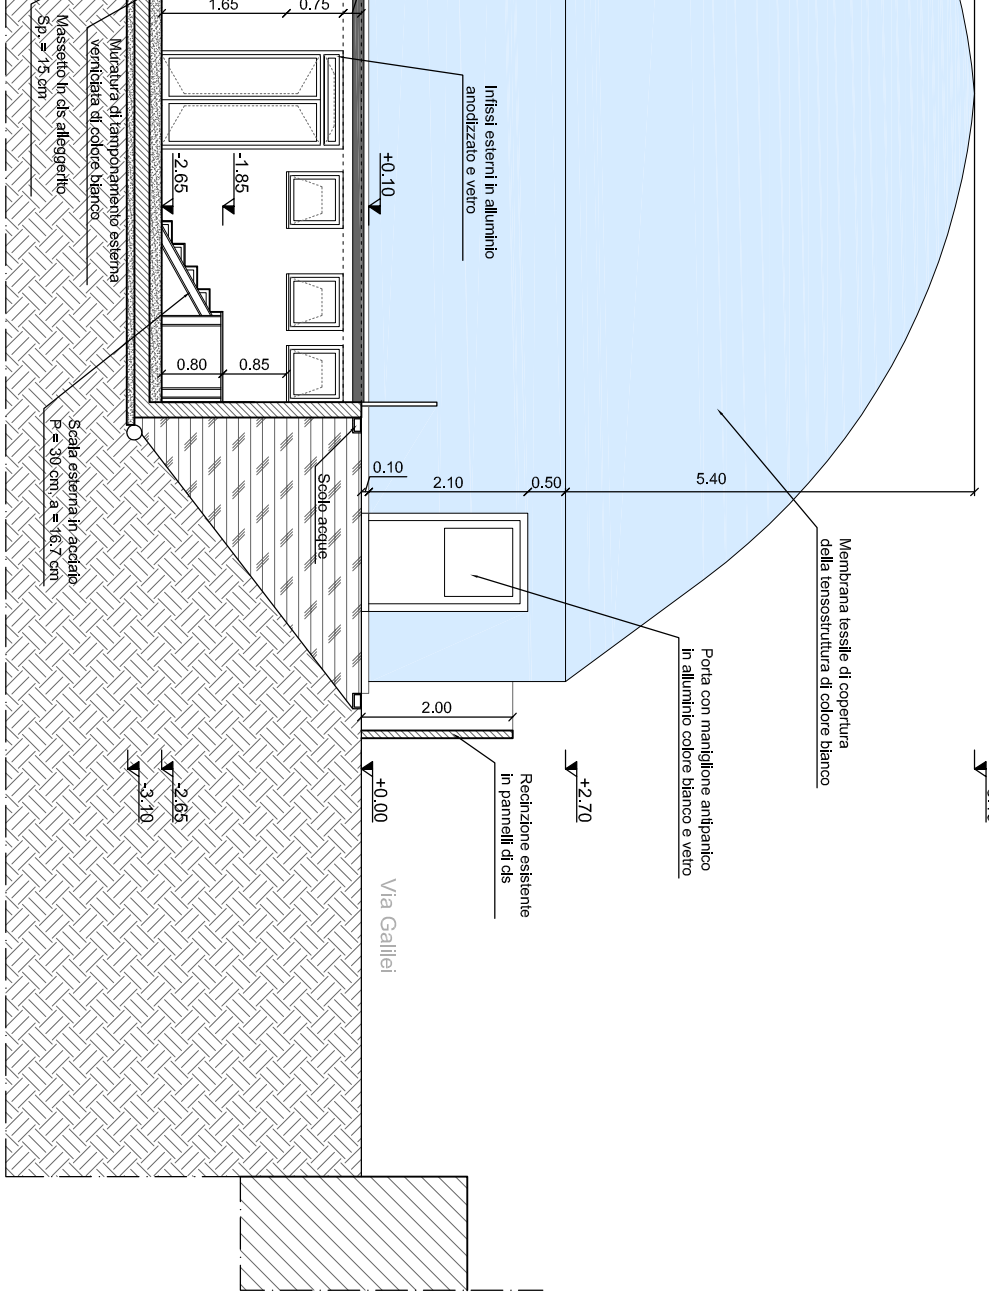 1.65
0.75
Massetto in cls alleggerito
Sp. = 15 cm
Muratura di tamponamento esterna
verniciata di colore bianco
Infissi esterni in alluminio
anodizzato e vetro
-2.65
-1.85
+0.10
0.80
0.85
Scala esterna in acciaio
P = 30 cm, a = 16.7 cm
Scolo acque
0.10
2.10
0.50
5.40
Membrana tessile di copertura
della tensostruttura di colore bianco
Porta con maniglione antipanico
in alluminio colore bianco e vetro
2.00
Recinzione esistente
in pannelli di cls
-3.10
-2.65
+0.00
+2.70
Via Galilei